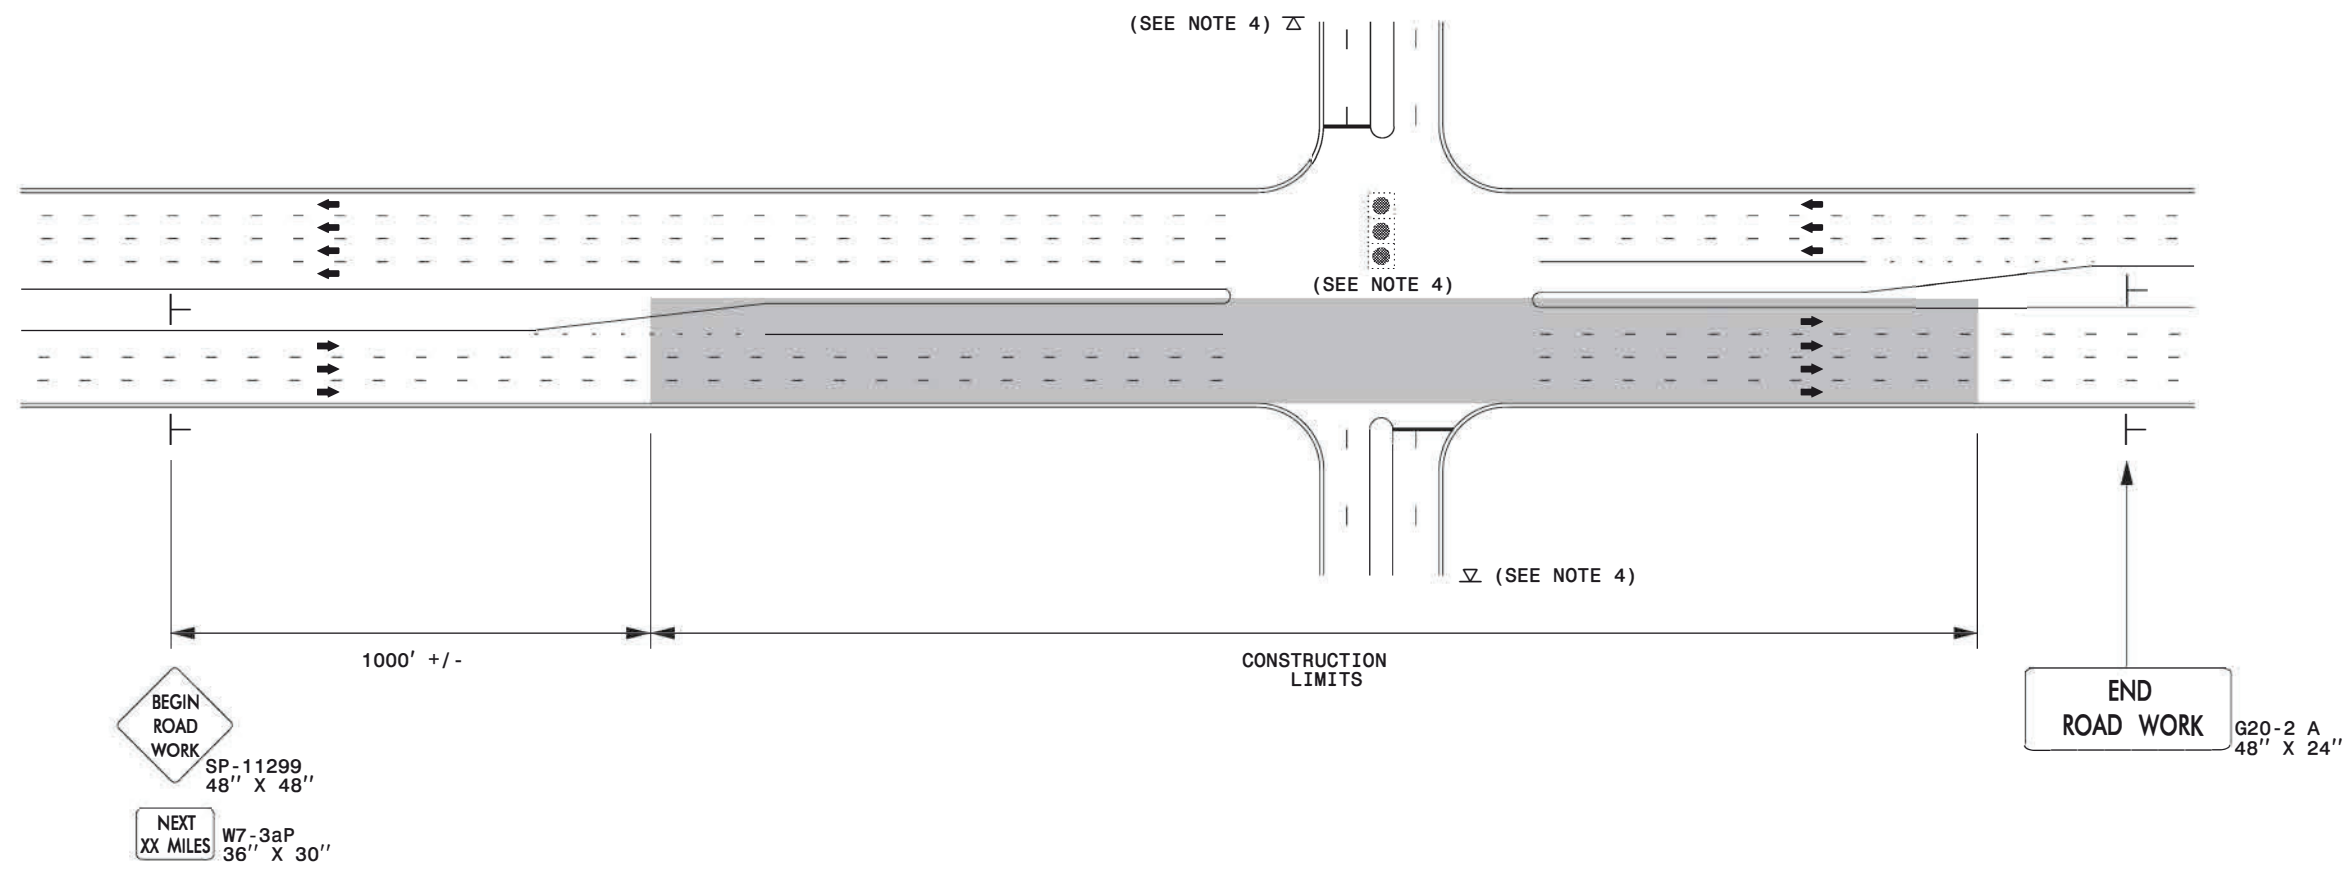 (SEE NOTE 4)
(SEE NOTE 4)
(SEE NOTE 4)
1000' +/-
CONSTRUCTION
LIMITS
BEGIN
ROAD
WORK
SP-11299
48'' X 48''
NEXT
XX MILES
W7-3aP
36'' X 30''
END
ROAD WORK
G20-2 A
48'' X 24''